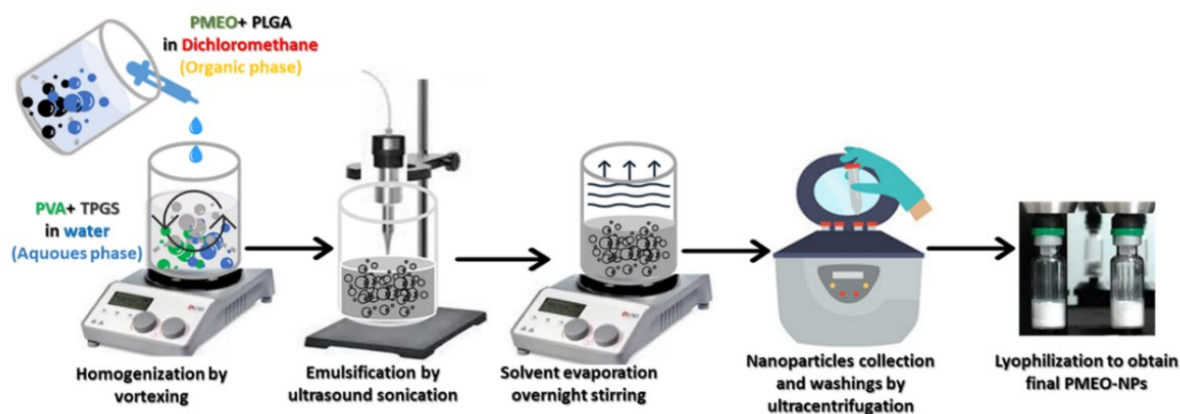 PMEO+ PLGA
in Dichloromethane
(Organic phase)
PVA+ TPGS
in water
(Aquoues phase)
Homogenization by
vortexing
Emulsification by
ultrasound sonication
Solvent evaporation
overnight stirring
Nanoparticles collection
and washings by
ultracentrifugation
Lyophilization to obtain
final PMEO-NPs